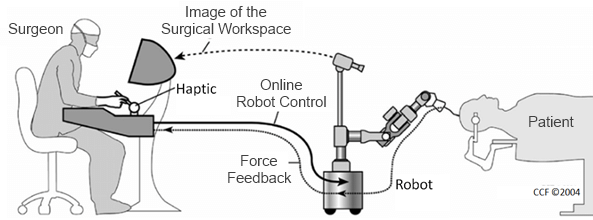 Surgeon
Image of the
Surgical Workspace
Haptic
Online
Robot Control
Force
Feedback
Robot
Patient
CCF ©2004